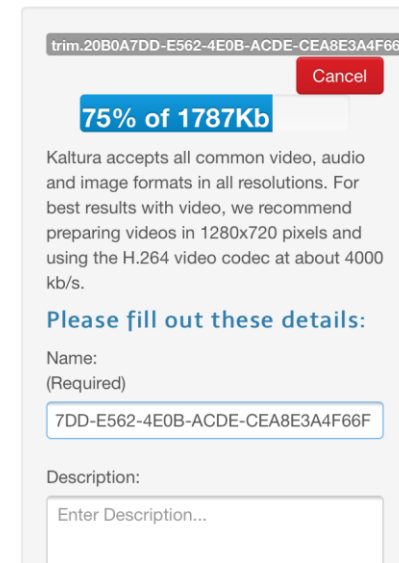 trim.20B0A7DD-E562-4E0B-ACDE-CEA8E3A4F66
Cancel
75% of 1787Kb
Kaltura accepts all common video, audio
and image formats in all resolutions. For
best results with video, we recommend
preparing videos in 1280x720 pixels and
using the H.264 video codec at about 4000
kb/s.
Please fill out these details:
Name:
(Required)
7DD-E562-4E0B-ACDE-CEA8E3A4F66F
Description:
Enter Description...